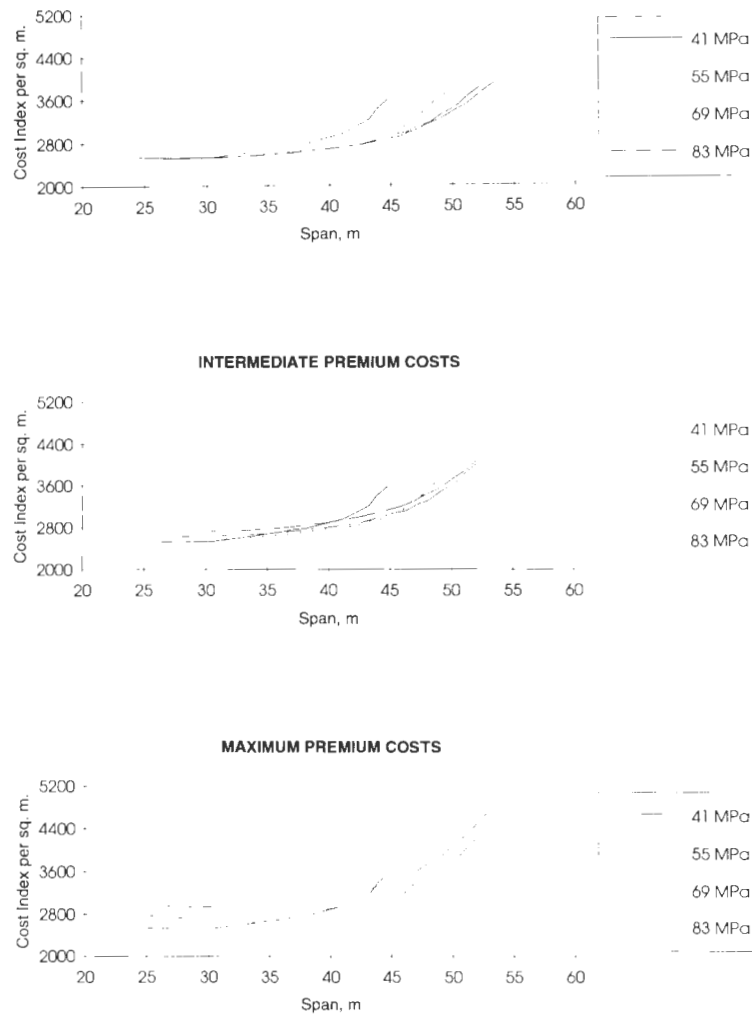 5200
4400
3600
2800
2000
Cost Index per sq. m.
20 25 30 35 40 45 50 55 60
Span, m
41 MPa
55 MPa
69 MPa
83 MPa
INTERMEDIATE PREMIUM COSTS
5200
4400
3600
2800
2000
Cost Index per sq. m.
20 25 30 35 40 45 50 55 60
Span, m
41 MPa
55 MPa
69 MPa
83 MPa
MAXIMUM PREMIUM COSTS
5200
4400
3600
2800
2000
Cost Index per sq. m.
20 25 30 35 40 45 50 55 60
Span, m
41 MPa
55 MPa
69 MPa
83 MPa